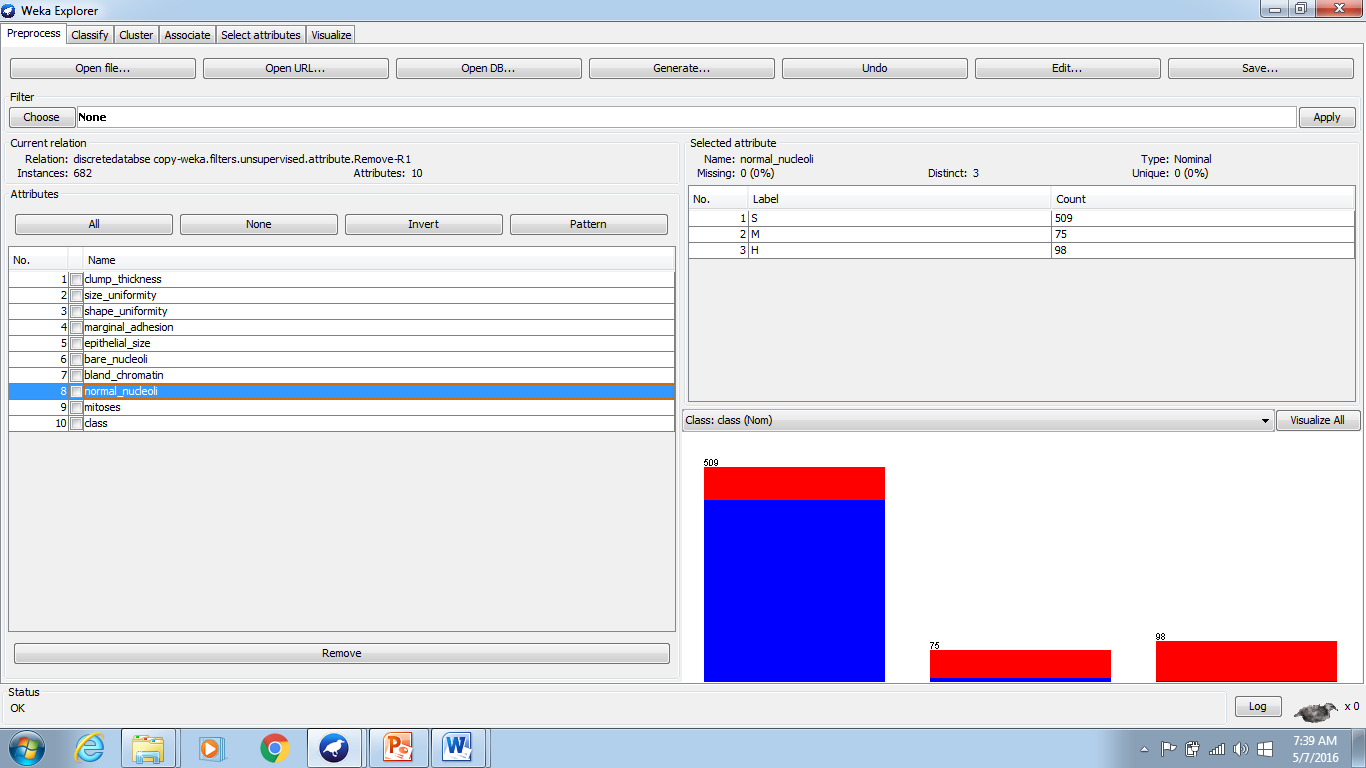 Weka Explorer
Preprocess Classify Cluster Associate Select attributes Visualize
Open file... Open URL... Open DB... Generate... Undo Edit... Save...
Filter
Choose None Apply
Current relation
Relation: discretedatabse copy-weka.filters.unsupervised.attribute.Remove-R1
Instances: 682 Attributes: 10
Attributes
All None Invert Pattern
No. Name
1 clump_thickness
2 size_uniformity
3 shape_uniformity
4 marginal_adhesion
5 epithelial_size
6 bare_nucleoli
7 bland_chromatin
8 normal_nucleoli
9 mitoses
10 class
Remove
Selected attribute
Name: normal_nucleoli Type: Nominal
Missing: 0 (0%) Distinct: 3 Unique: 0 (0%)
No. Label Count
1 S 509
2 M 75
3 H 98
Class: class (Nom) Visualize All
509
75
98
Status
OK
Log x 0
7:39 AM
5/7/2016